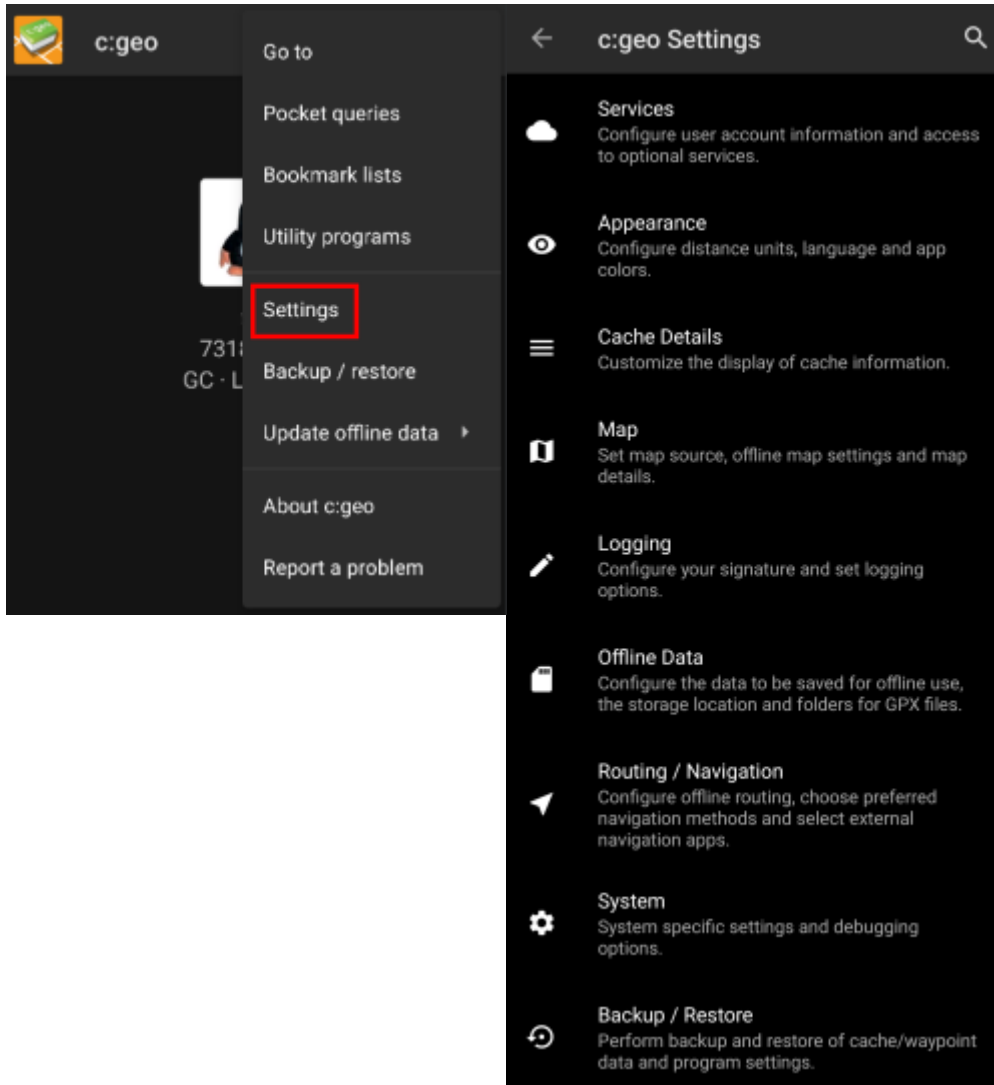 c:geo
Go to
Pocket queries
Bookmark lists
Utility programs
Settings
Backup / restore
Update offline data
About c:geo
Report a problem
7318
GC · L
c:geo Settings
Services
Configure user account information and access
to optional services.
Appearance
Configure distance units, language and app
colors.
Cache Details
Customize the display of cache information.
Map
Set map source, offline map settings and map
details.
Logging
Configure your signature and set logging
options.
Offline Data
Configure the data to be saved for offline use,
the storage location and folders for GPX files.
Routing / Navigation
Configure offline routing, choose preferred
navigation methods and select external
navigation apps.
System
System specific settings and debugging
options.
Backup / Restore
Perform backup and restore of cache/waypoint
data and program settings.